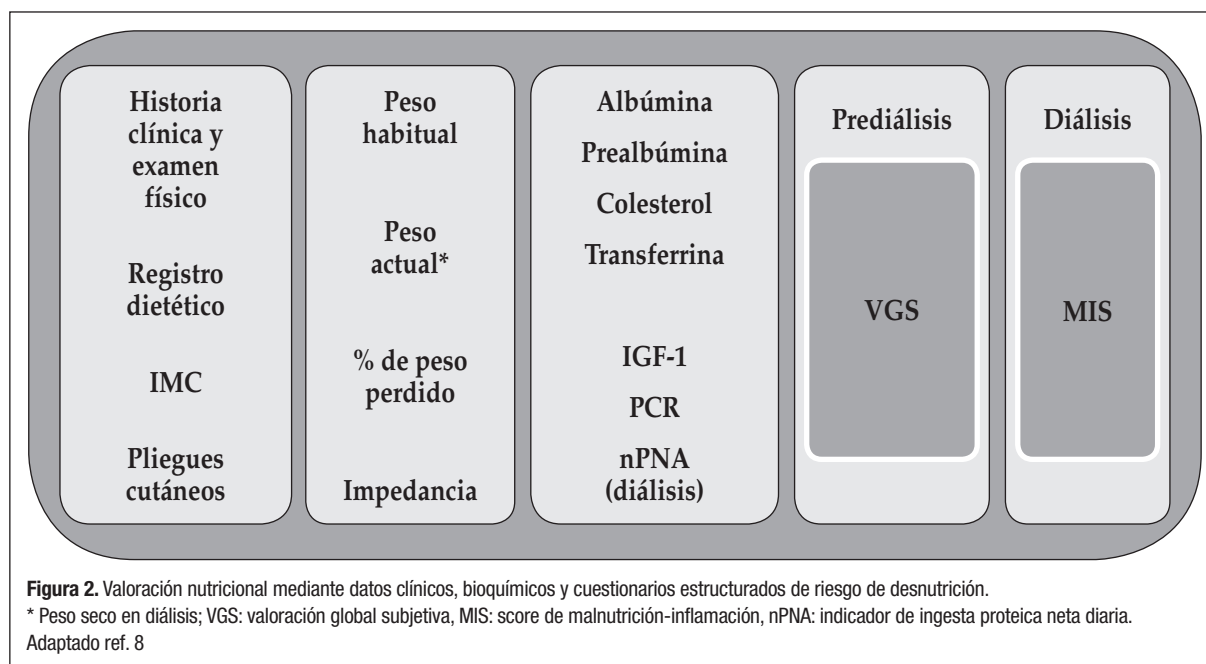 Historia
clínica y
examen
físico
Registro
dietético
IMC
Pliegues
cutáneos
Peso
habitual
Peso
actual*
% de peso
perdido
Impedancia
Albúmina
Prealbúmina
Colesterol
Transferrina
IGF-1
PCR
nPNA
(diálisis)
Prediálisis
VGS
Diálisis
MIS
Figura 2. Valoración nutricional mediante datos clínicos, bioquímicos y cuestionarios estructurados de riesgo de desnutrición.
* Peso seco en diálisis; VGS: valoración global subjetiva, MIS: score de malnutrición-inflamación, nPNA: indicador de ingesta proteica neta diaria.
Adaptado ref. 8